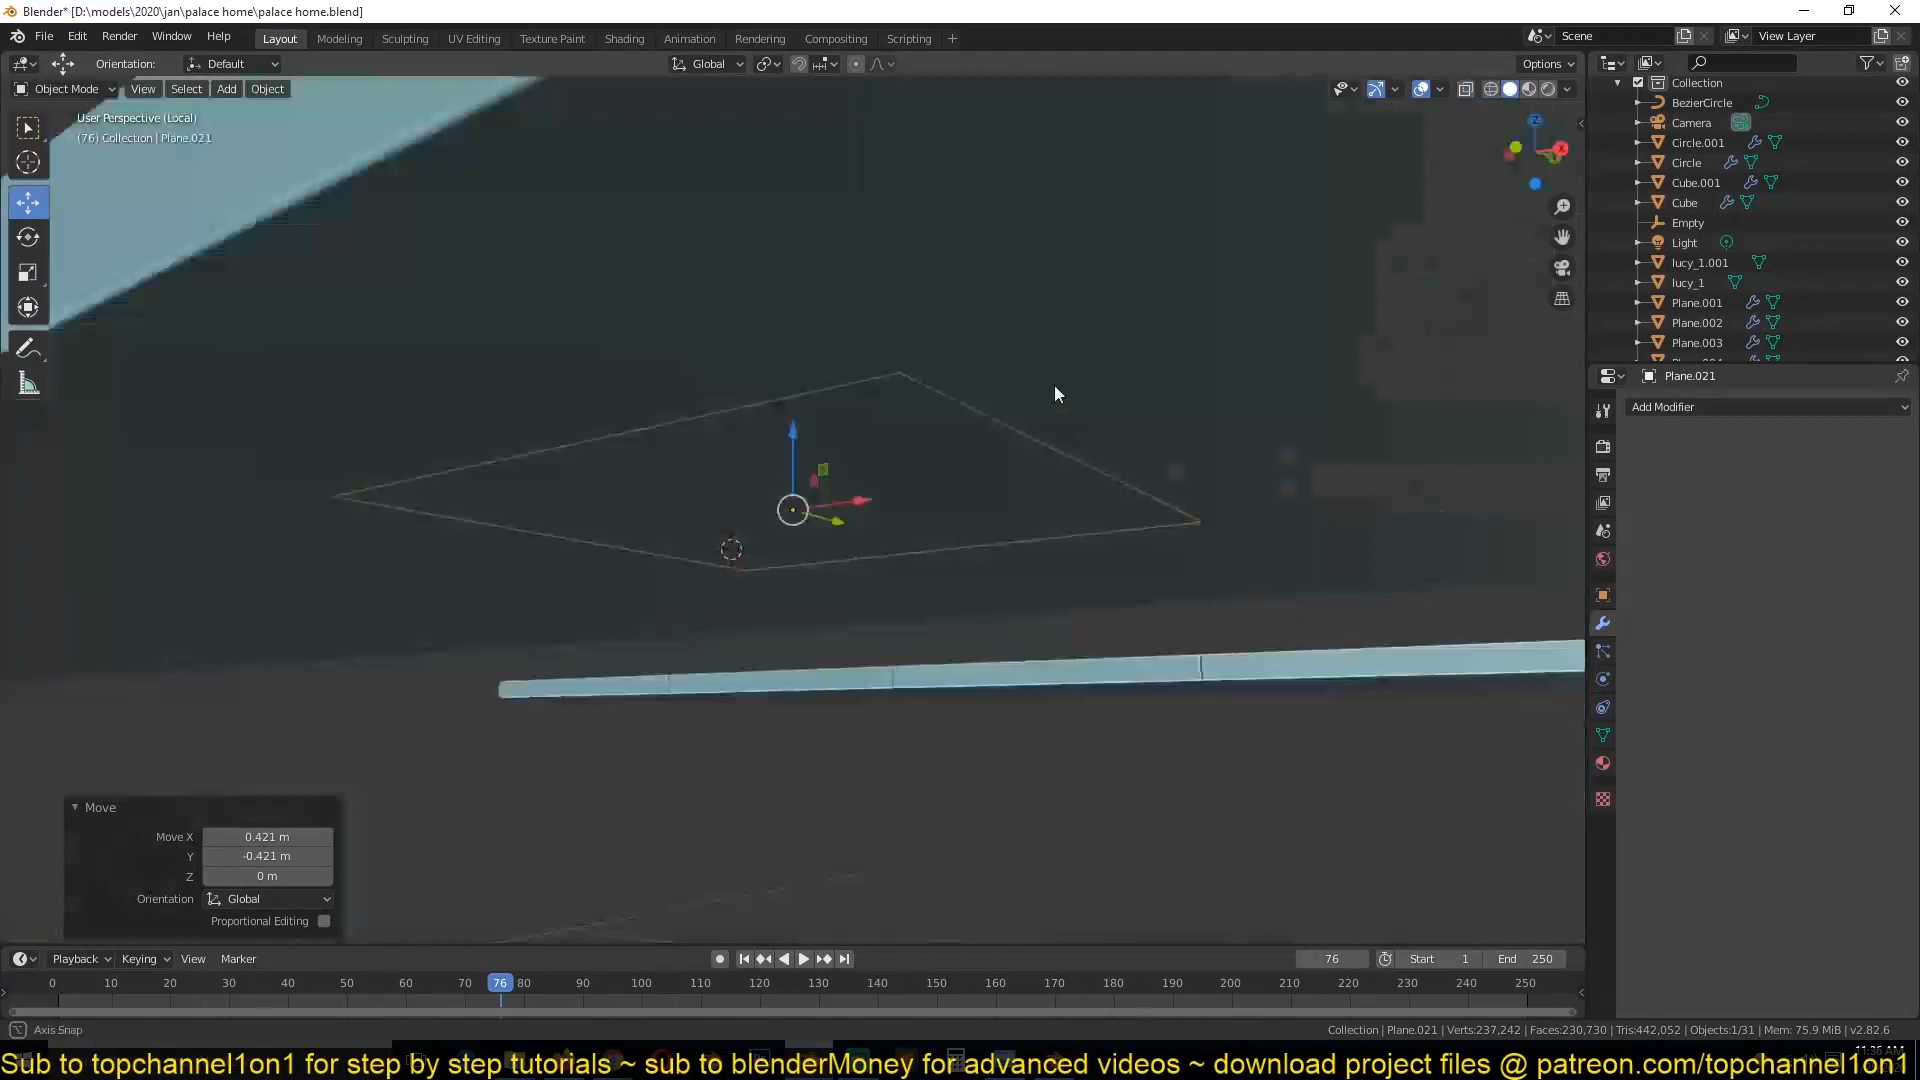 Blender* [D:\models\2020\jan\palace home\palace home.blend]
File Edit Render Window Help Layout Modeling Sculpting UV Editing Texture Paint Shading Animation Rendering Compositing Scripting + Scene View Layer
Orientation: Default Global Options
Object Mode View Select Add Object
User Perspective (Local)
(76) Collection | Plane.021
Z
X
Collection
BezierCircle
Camera
Circle.001
Circle
Cube.001
Cube
Empty
Light
lucy_1.001
lucy_1
Plane.001
Plane.002
Plane.003
Plane.021
Add Modifier
Move
Move X 0.421 m
Y -0.421 m
Z 0 m
Orientation Global
Proportional Editing
Playback Keying View Marker 76 Start 1 End 250
0 10 20 30 40 50 60 70 76 80 90 100 110 120 130 140 150 160 170 180 190 200 210 220 230 240 250
Axis Snap Collection | Plane.021 | Verts:237,242 | Faces:230,730 | Tris:442,052 | Objects:1/31 | Mem: 75.9 MiB | v2.82.6
11:36 AM
Sub to topchannel1on1 for step by step tutorials ~ sub to blenderMoney for advanced videos ~ download project files @ patreon.com/topchannel1on1